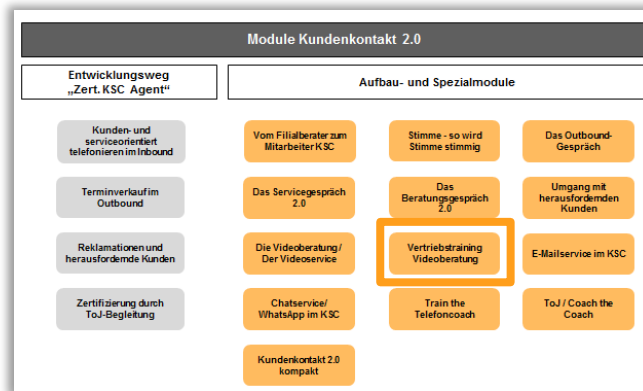 Module Kundenkontakt 2.0
Entwicklungsweg
„Zert. KSC Agent“
Aufbau- und Spezialmodule
Kunden- und
serviceorientiert
telefonieren im Inbound
Vom Filialberater zum
Mitarbeiter KSC
Stimme - so wird
Stimme stimmig
Das Outbound-
Gespräch
Terminverkauf im
Outbound
Das Servicegespräch
2.0
Das
Beratungsgespräch
2.0
Umgang mit
herausfordernden
Kunden
Reklamationen und
herausfordernde Kunden
Die Videoberatung /
Der Videoservice
Vertriebstraining
Videoberatung
E-Mailservice im KSC
Zertifizierung durch
ToJ-Begleitung
Chatservice/
WhatsApp im KSC
Train the
Telefoncoach
ToJ / Coach the
Coach
Kundenkontakt 2.0
kompakt